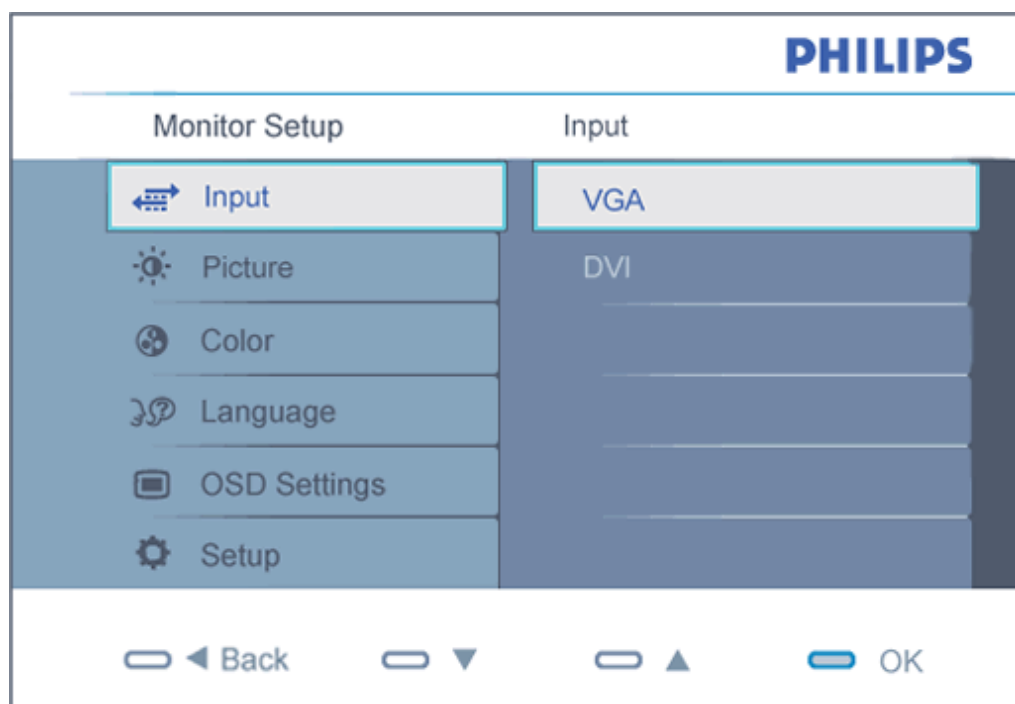 PHILIPS
Monitor Setup
Input
Input
VGA
Picture
DVI
Color
Language
OSD Settings
Setup
Back
OK